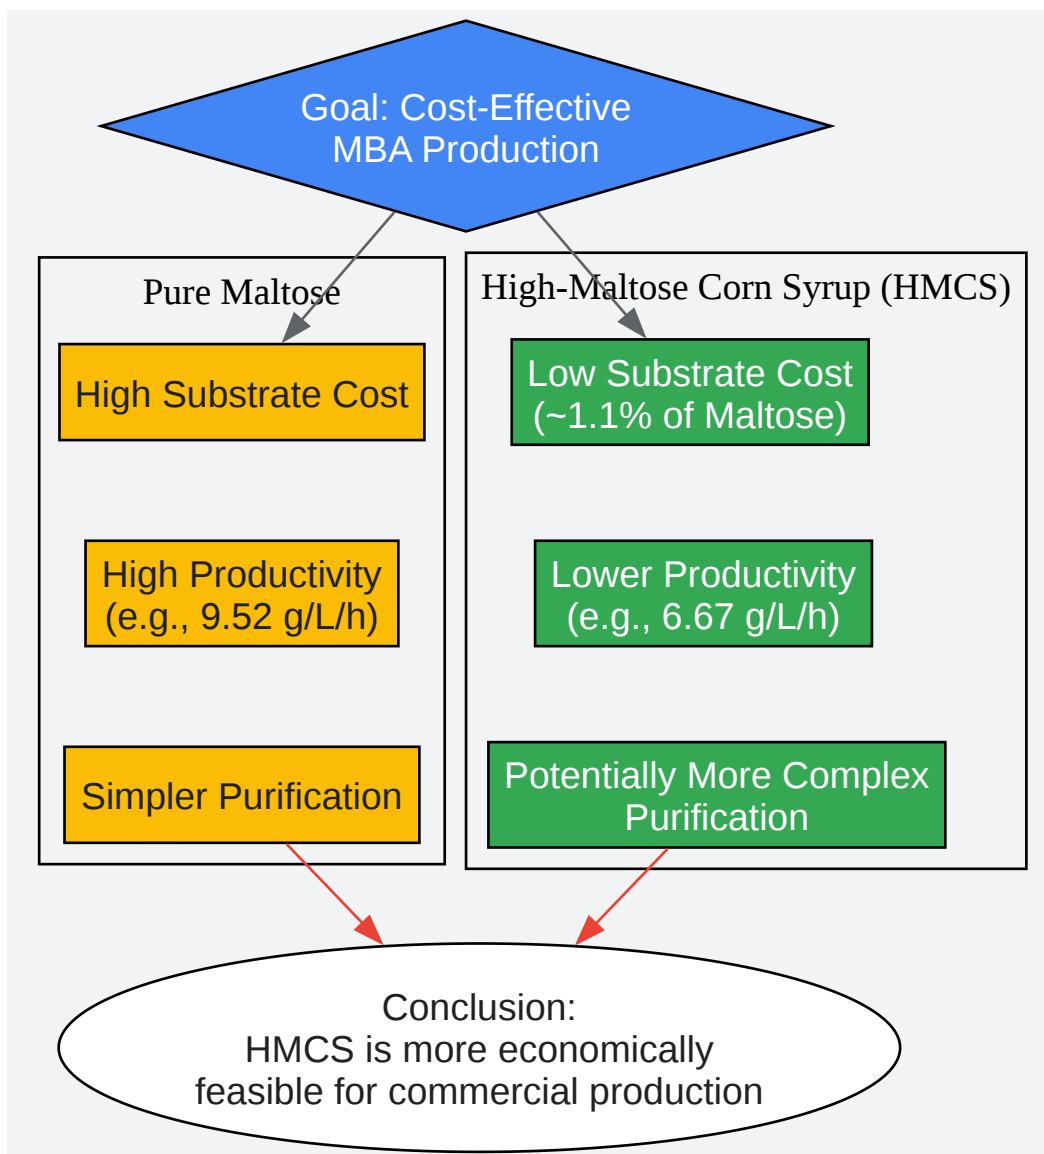 Goal: Cost-Effective
MBA Production
Pure Maltose
High Substrate Cost
High Productivity
(e.g., 9.52 g/L/h)
Simpler Purification
High-Maltose Corn Syrup (HMCS)
Low Substrate Cost
(~1.1% of Maltose)
Lower Productivity
(e.g., 6.67 g/L/h)
Potentially More Complex
Purification
Conclusion:
HMCS is more economically
feasible for commercial production